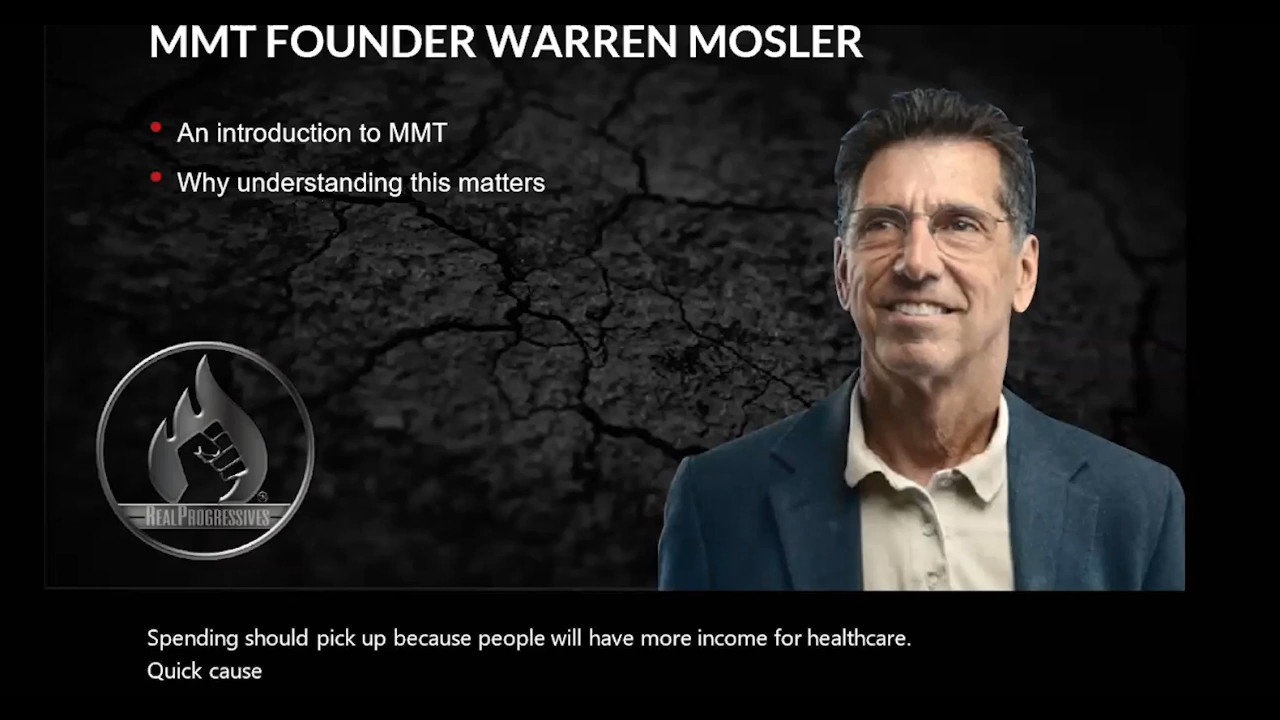 MMT FOUNDER WARREN MOSLER
• An introduction to MMT
• Why understanding this matters
REALPROGRESSIVES
®
Spending should pick up because people will have more income for healthcare.
Quick cause